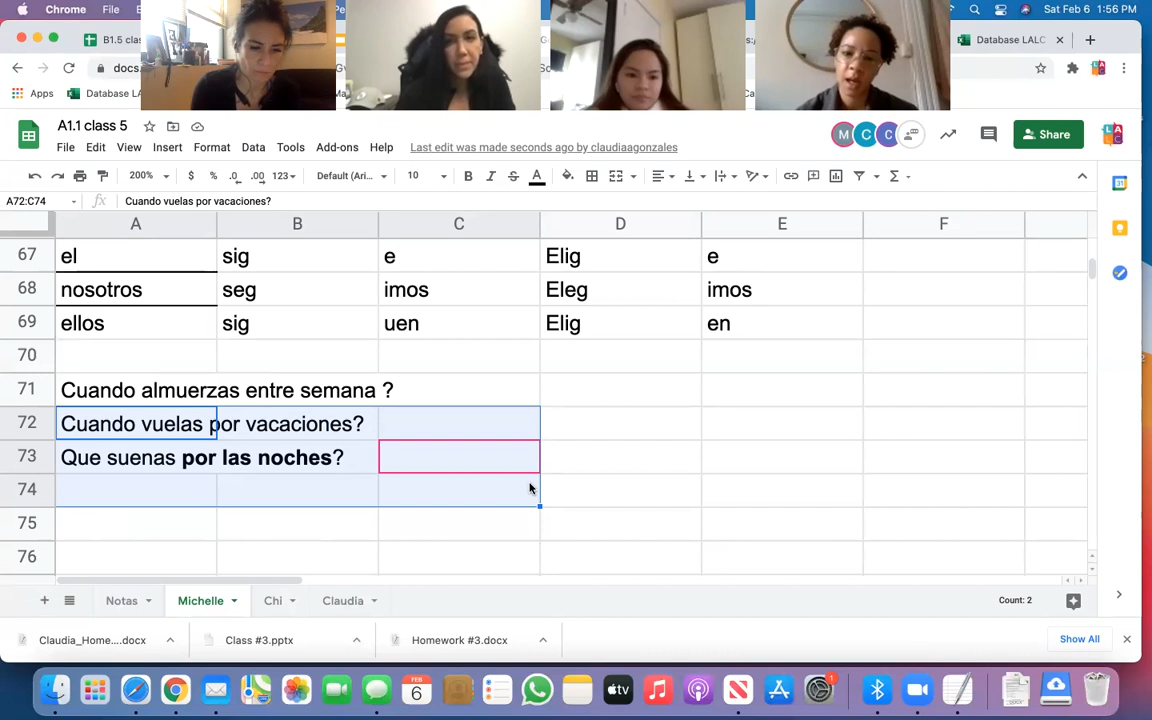 Chrome File Sat Feb 6 1:56 PM
B1.5 clas Database LALC
docs.
Apps Database LA
A1.1 class 5
File Edit View Insert Format Data Tools Add-ons Help Last edit was made seconds ago by claudiaagonzales
M C C Share
200% $ % .0 .00 123 Default (Ari... 10 B I S A
A72:C74 fx Cuando vuelas por vacaciones?
A B C D E F
67 el sig e Elig e
68 nosotros seg imos Eleg imos
69 ellos sig uen Elig en
70
71 Cuando almuerzas entre semana ?
72 Cuando vuelas por vacaciones?
73 Que suenas por las noches?
74
75
76
Notas Michelle Chi Claudia Count: 2
Claudia_Home....docx Class #3.pptx Homework #3.docx Show All
FEB 6 tv 1